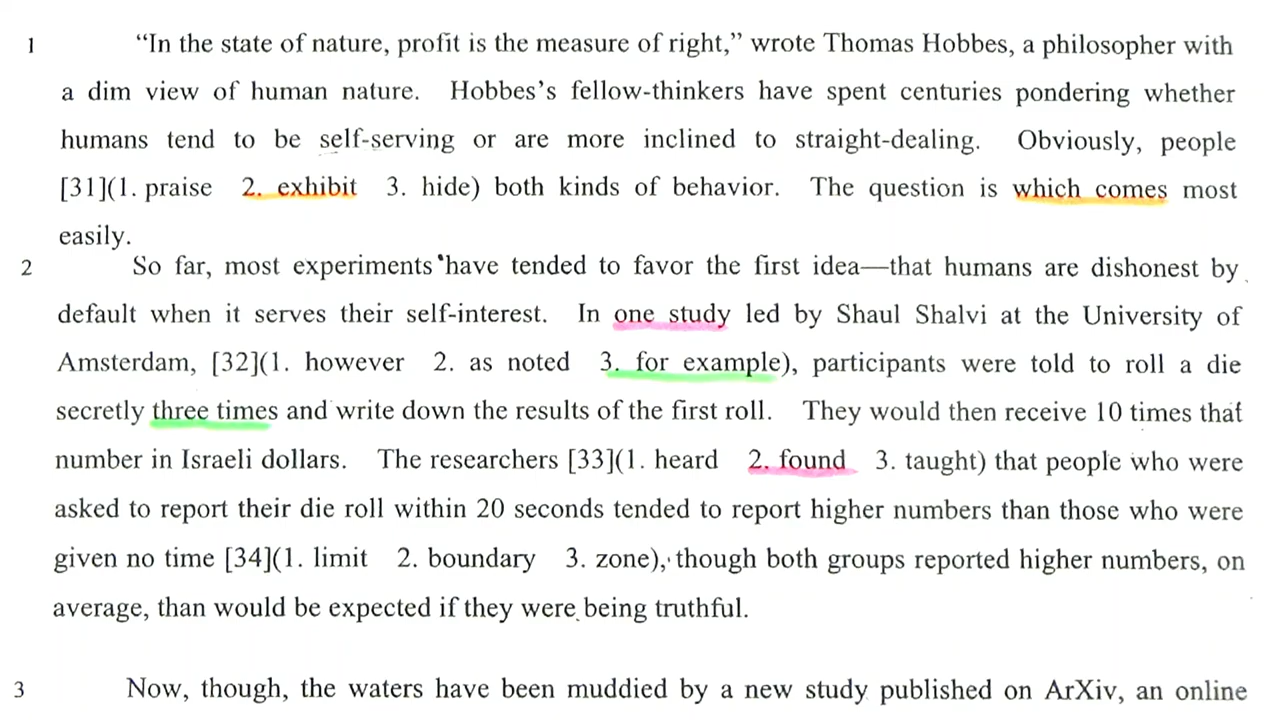 1 “In the state of nature, profit is the measure of right,” wrote Thomas Hobbes, a philosopher with
a dim view of human nature. Hobbes’s fellow-thinkers have spent centuries pondering whether
humans tend to be self-serving or are more inclined to straight-dealing. Obviously, people
[31](1. praise 2. exhibit 3. hide) both kinds of behavior. The question is which comes most
easily.
2 So far, most experiments have tended to favor the first idea—that humans are dishonest by
default when it serves their self-interest. In one study led by Shaul Shalvi at the University of
Amsterdam, [32](1. however 2. as noted 3. for example), participants were told to roll a die
secretly three times and write down the results of the first roll. They would then receive 10 times that
number in Israeli dollars. The researchers [33](1. heard 2. found 3. taught) that people who were
asked to report their die roll within 20 seconds tended to report higher numbers than those who were
given no time [34](1. limit 2. boundary 3. zone), though both groups reported higher numbers, on
average, than would be expected if they were being truthful.
3 Now, though, the waters have been muddied by a new study published on ArXiv, an online